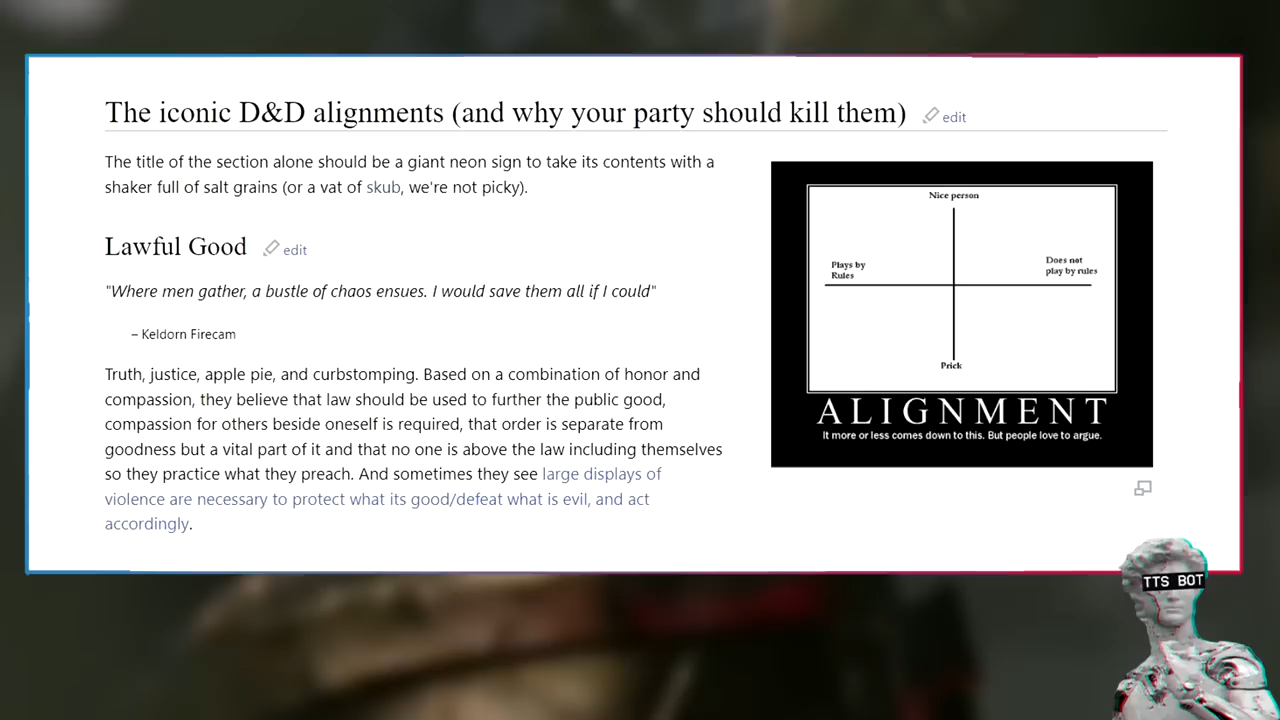 The iconic D&D alignments (and why your party should kill them) edit
The title of the section alone should be a giant neon sign to take its contents with a
shaker full of salt grains (or a vat of skub, we're not picky).
Lawful Good edit
"Where men gather, a bustle of chaos ensues. I would save them all if I could"
– Keldorn Firecam
Truth, justice, apple pie, and curbstomping. Based on a combination of honor and
compassion, they believe that law should be used to further the public good,
compassion for others beside oneself is required, that order is separate from
goodness but a vital part of it and that no one is above the law including themselves
so they practice what they preach. And sometimes they see large displays of
violence are necessary to protect what its good/defeat what is evil, and act
accordingly.
Nice person
Plays by
Rules
Does not
play by rules
Prick
ALIGNMENT
It more or less comes down to this. But people love to argue.
TTS BOT